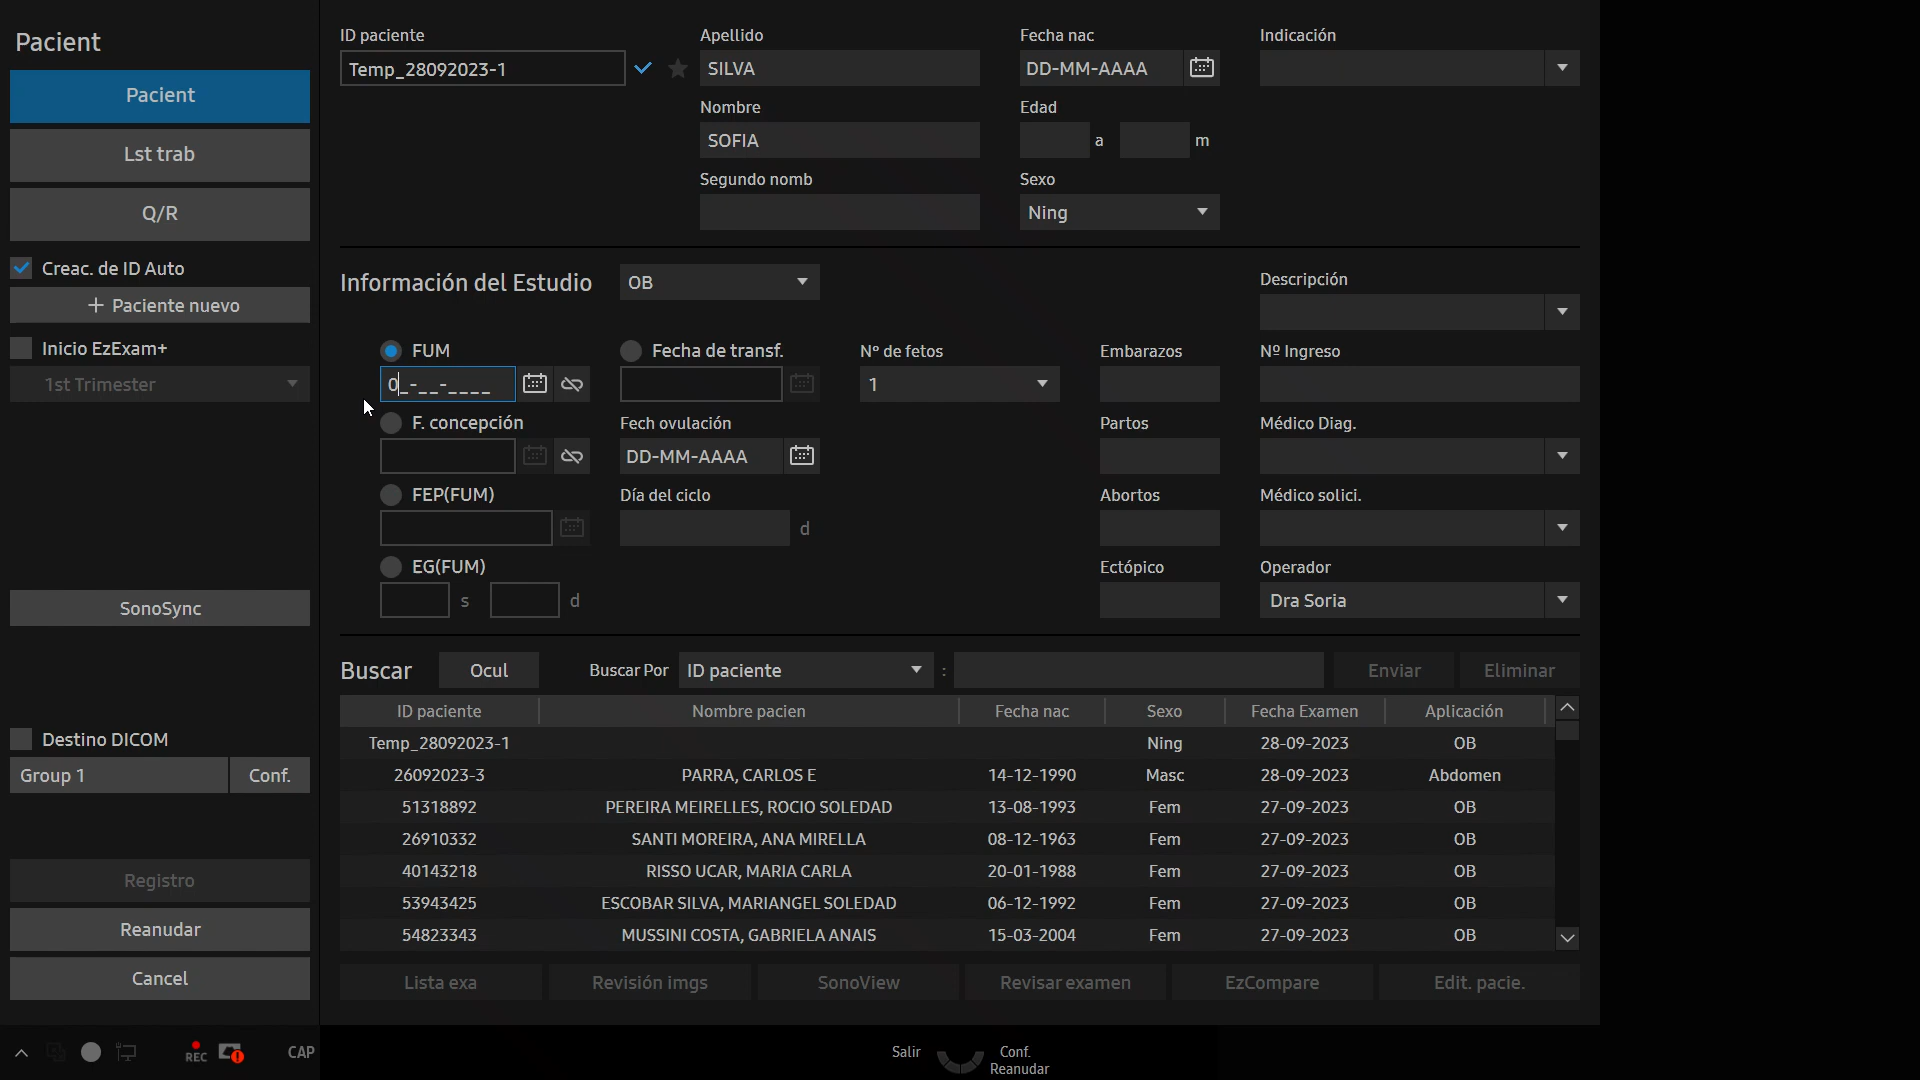 Pacient
Pacient
Lst trab
Q/R
Creac. de ID Auto
+ Paciente nuevo
Inicio EzExam+
1st Trimester
SonoSync
Destino DICOM
Group 1
Conf.
Registro
Reanudar
Cancel
ID paciente
Temp_28092023-1
Apellido
SILVA
Nombre
SOFIA
Segundo nomb
Fecha nac
DD-MM-AAAA
Edad
a
m
Sexo
Ning
Indicación
Información del Estudio
OB
FUM
0_-__-____
F. concepción
FEP(FUM)
EG(FUM)
s
d
Fecha de transf.
Fech ovulación
DD-MM-AAAA
Día del ciclo
d
Nº de fetos
1
Embarazos
Partos
Abortos
Ectópico
Descripción
Nº Ingreso
Médico Diag.
Médico solici.
Operador
Dra Soria
Buscar
Ocul
Buscar Por
ID paciente
:
Enviar
Eliminar
ID paciente Nombre pacien Fecha nac Sexo Fecha Examen Aplicación
Temp_28092023-1 Ning 28-09-2023 OB
26092023-3 PARRA, CARLOS E 14-12-1990 Masc 28-09-2023 Abdomen
51318892 PEREIRA MEIRELLES, ROCIO SOLEDAD 13-08-1993 Fem 27-09-2023 OB
26910332 SANTI MOREIRA, ANA MIRELLA 08-12-1963 Fem 27-09-2023 OB
40143218 RISSO UCAR, MARIA CARLA 20-01-1988 Fem 27-09-2023 OB
53943425 ESCOBAR SILVA, MARIANGEL SOLEDAD 06-12-1992 Fem 27-09-2023 OB
54823343 MUSSINI COSTA, GABRIELA ANAIS 15-03-2004 Fem 27-09-2023 OB
Lista exa
Revisión imgs
SonoView
Revisar examen
EzCompare
Edit. pacie.
REC
CAP
Salir
Conf.
Reanudar